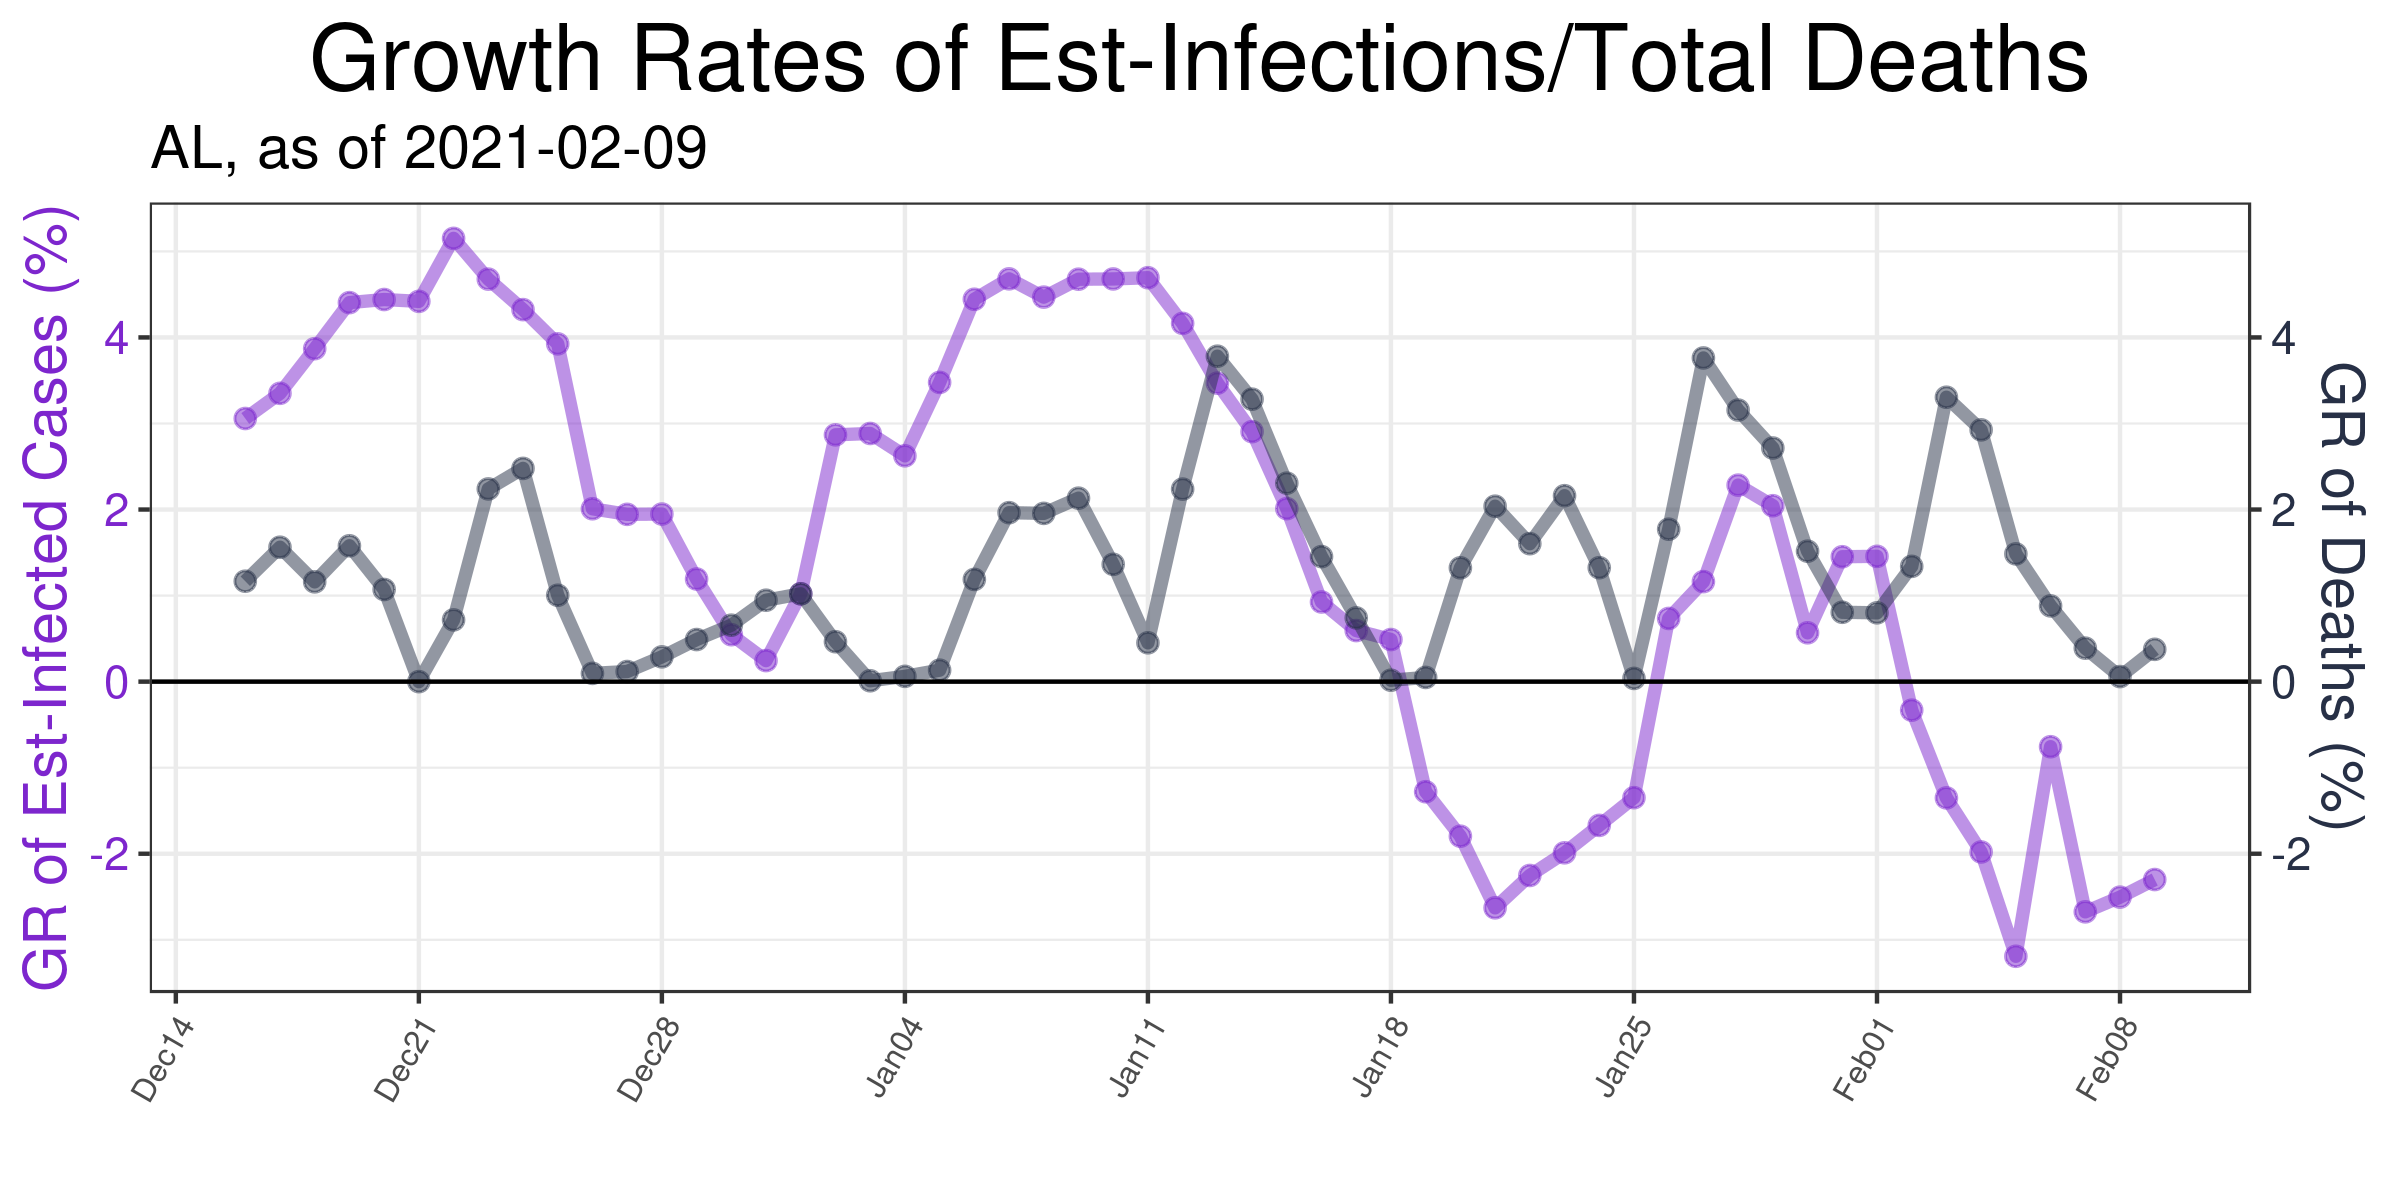 Growth Rates of Est-Infections/Total Deaths
AL, as of 2021-02-09
GR of Est-Infected Cases (%)
4
2
0
-2
4
2
0
-2
GR of Deaths (%)
Dec14
Dec21
Dec28
Jan04
Jan11
Jan18
Jan25
Feb01
Feb08